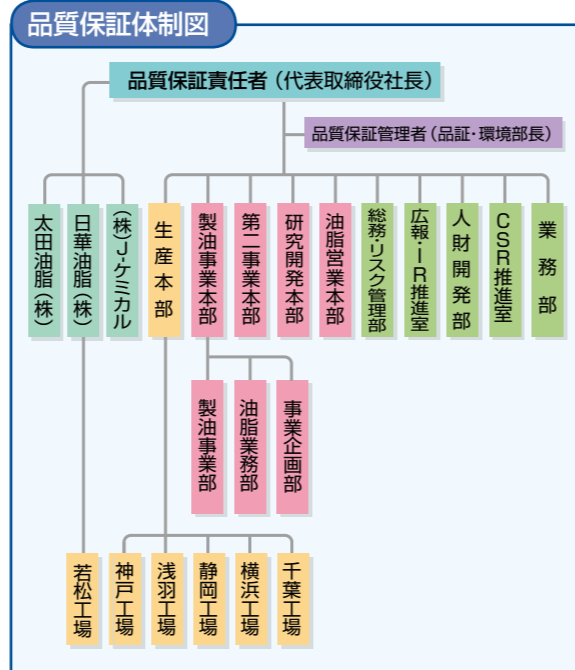 品質保証体制図
品質保証責任者（代表取締役社長）
品質保証管理者（品証・環境部長）
太田油脂（株）
日華油脂（株）
（株）J-ケミカル
生産本部
製油事業本部
第二事業本部
研究開発本部
油脂営業本部
総務・リスク管理部
広報・IR推進室
人財開発部
CSR推進室
業務部
製油事業部
油脂業務部
事業企画部
若松工場
神戸工場
浅羽工場
静岡工場
横浜工場
千葉工場